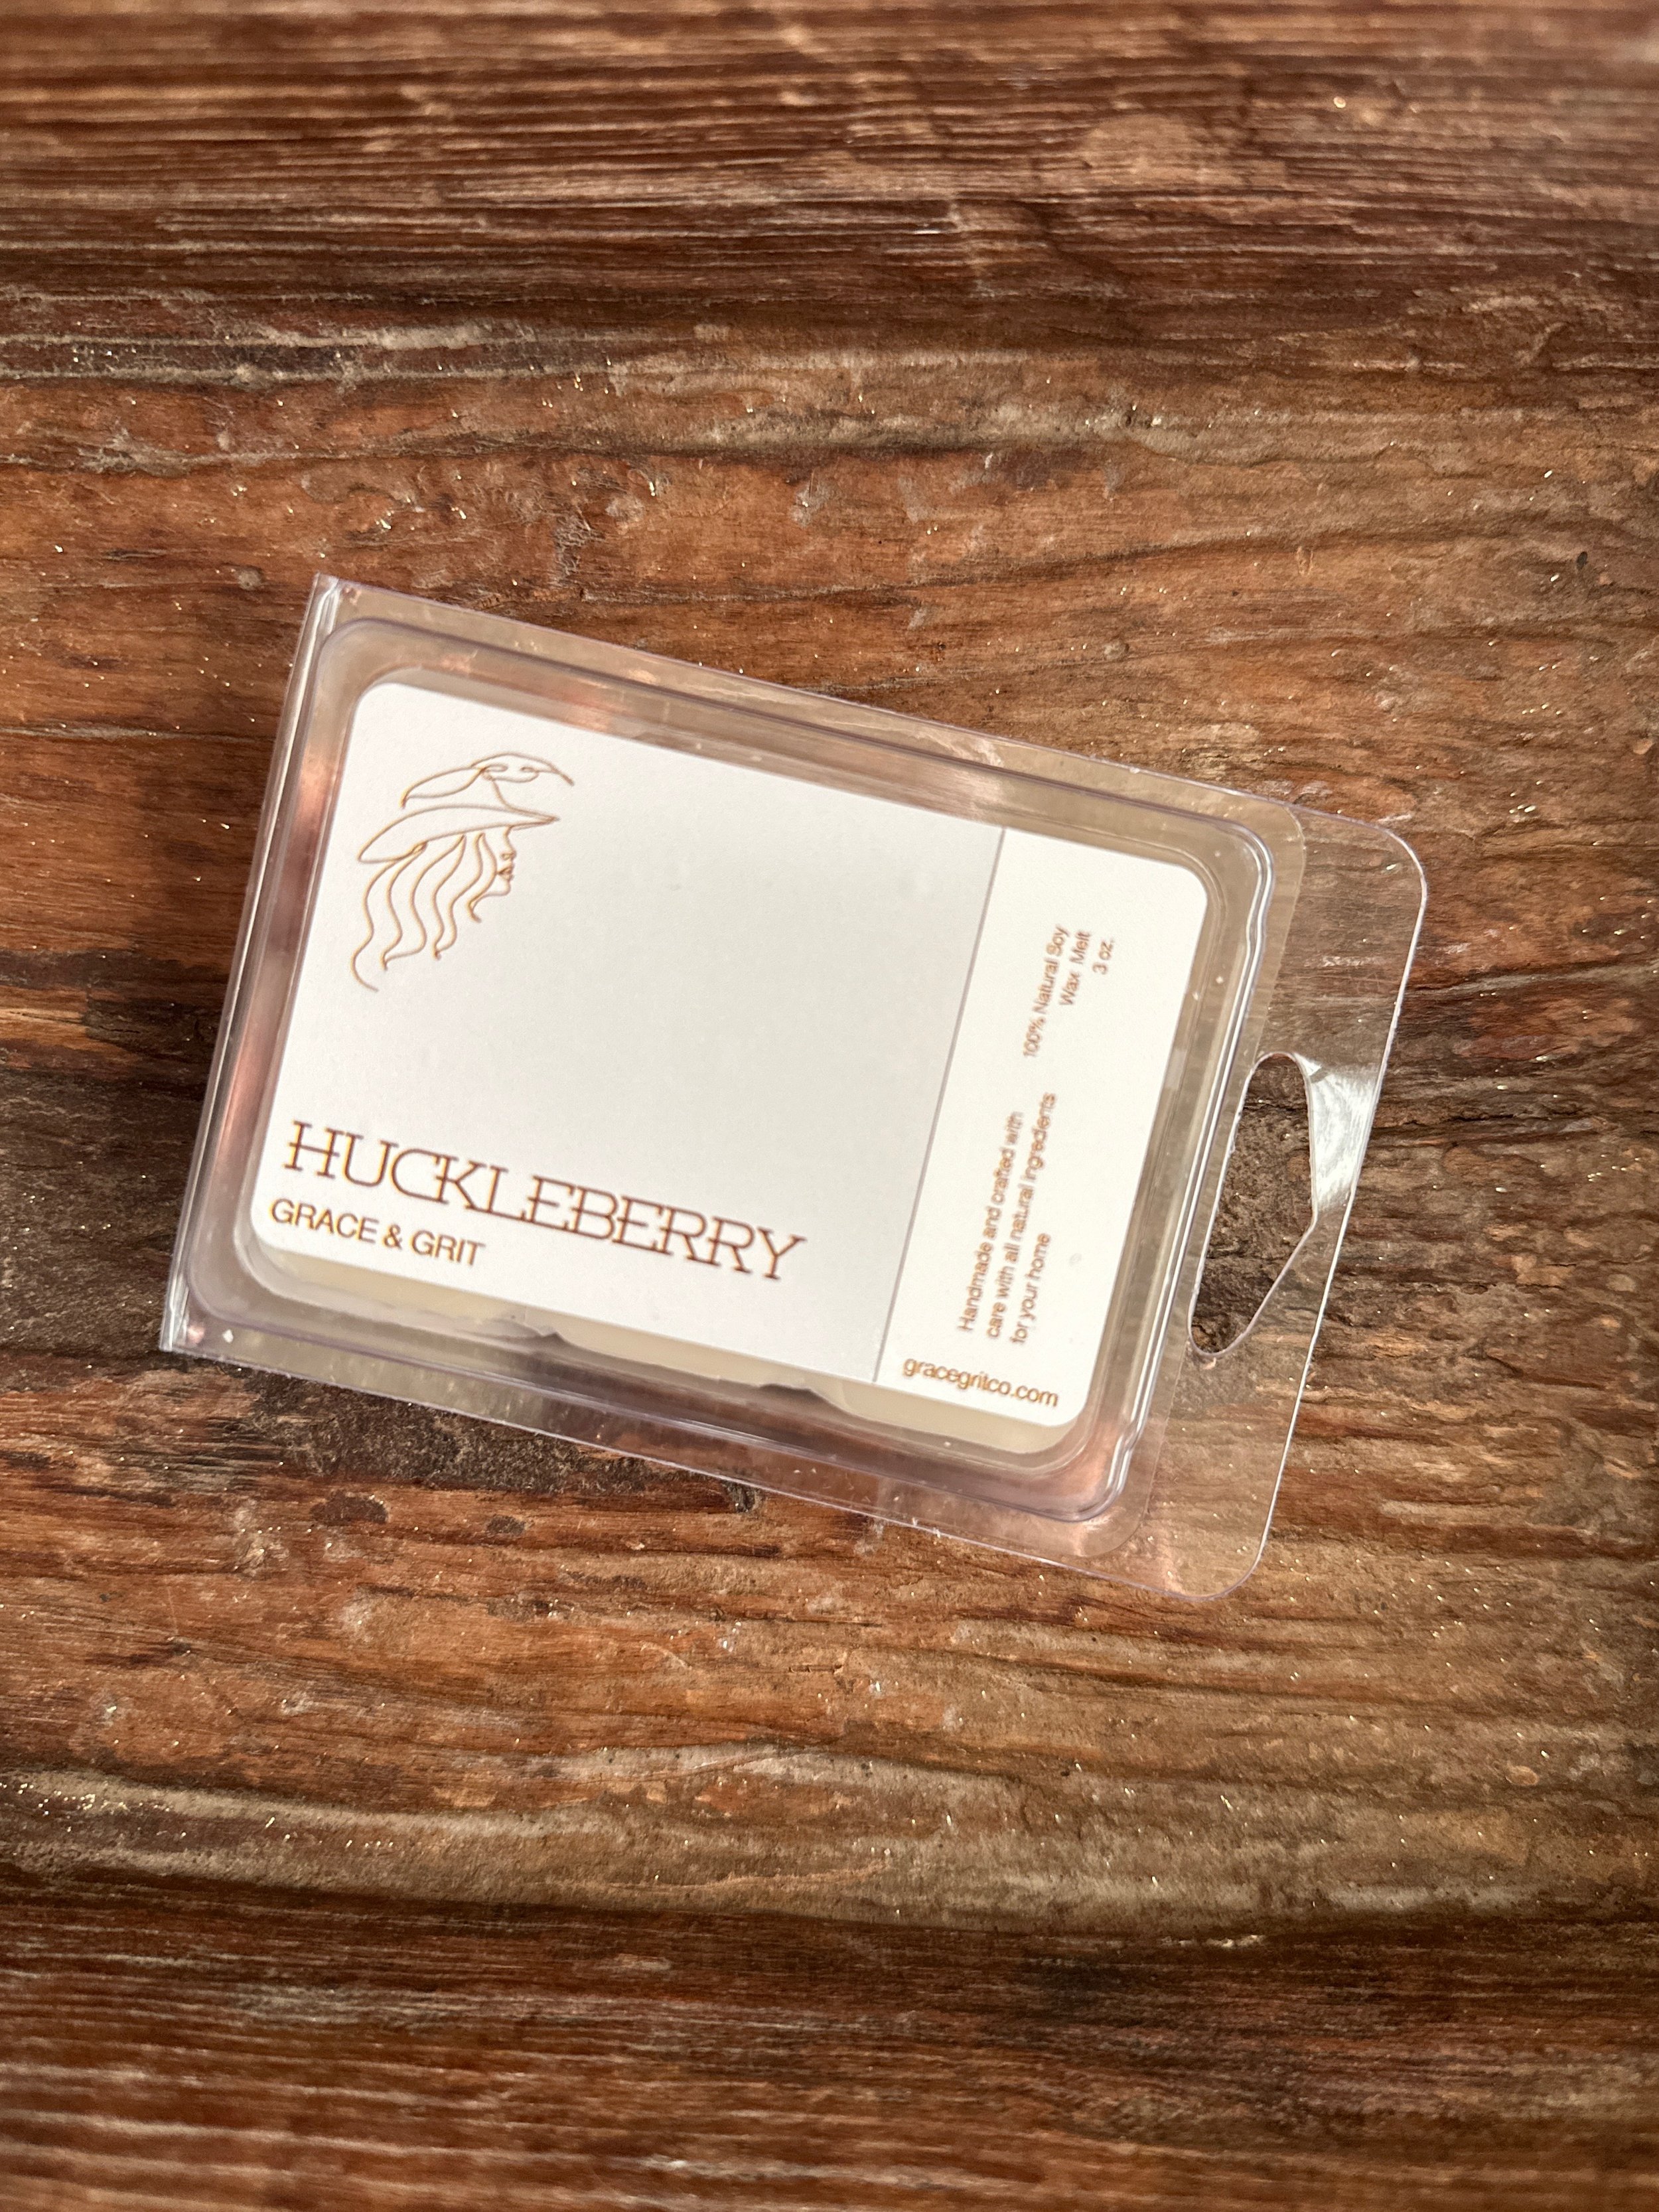 HUCKLEBERRY
GRACE & GRIT
100% Natural Soy
Wax Melt
3 oz.
Handmade and crafted with
care with all natural ingredients
for your home
gracegritco.com